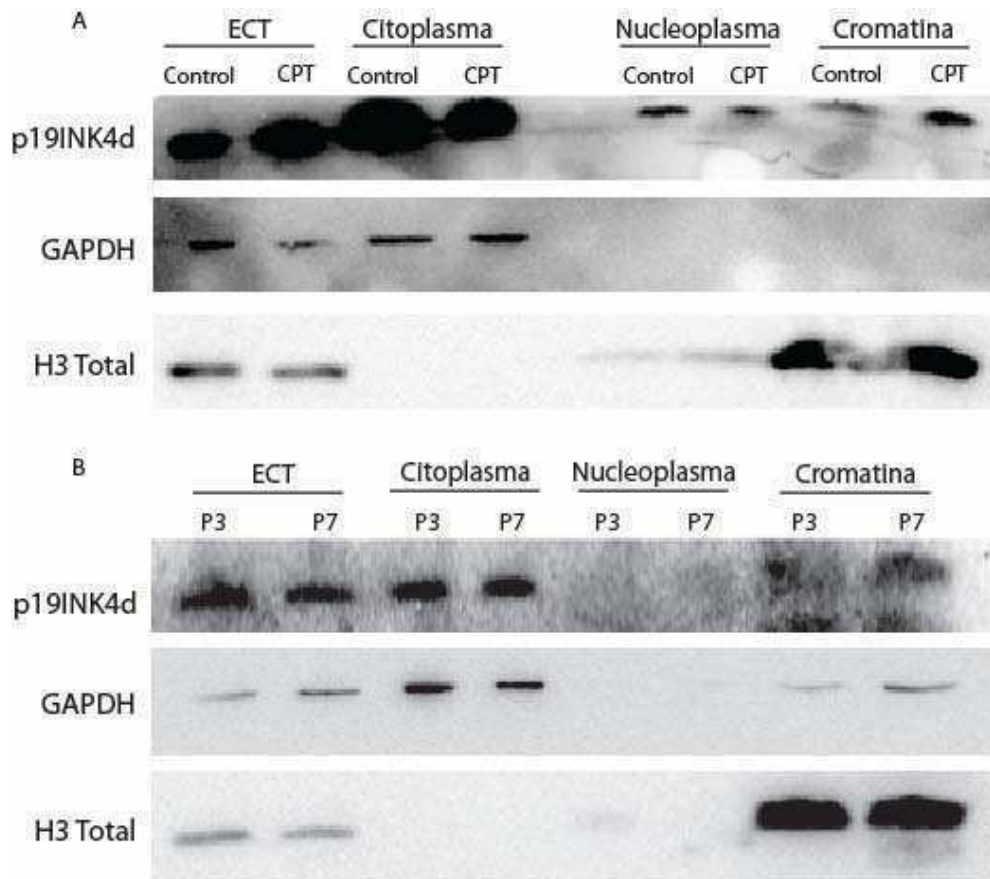 A
ECT Citoplasma Nucleoplasma Cromatina
Control CPT Control CPT Control CPT Control CPT
p19INK4d
GAPDH
H3 Total
B
ECT Citoplasma Nucleoplasma Cromatina
P3 P7 P3 P7 P3 P7 P3 P7
p19INK4d
GAPDH
H3 Total